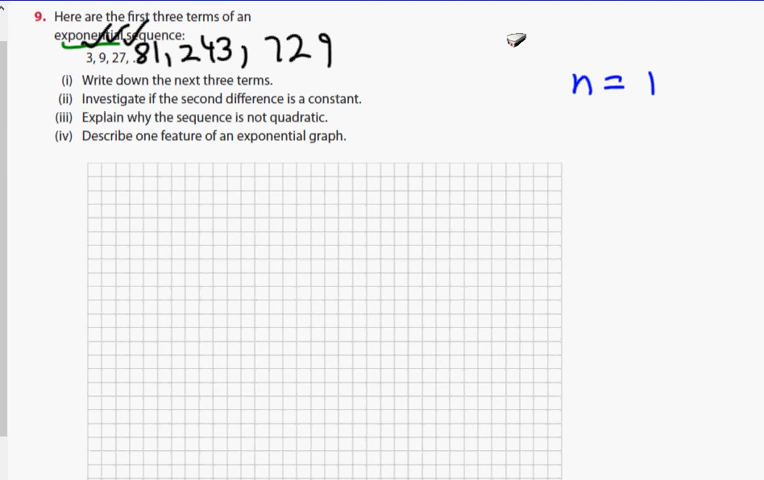 9. Here are the first three terms of an
exponential sequence:
3, 9, 27, 81, 243, 729
n = 1
(i) Write down the next three terms.
(ii) Investigate if the second difference is a constant.
(iii) Explain why the sequence is not quadratic.
(iv) Describe one feature of an exponential graph.